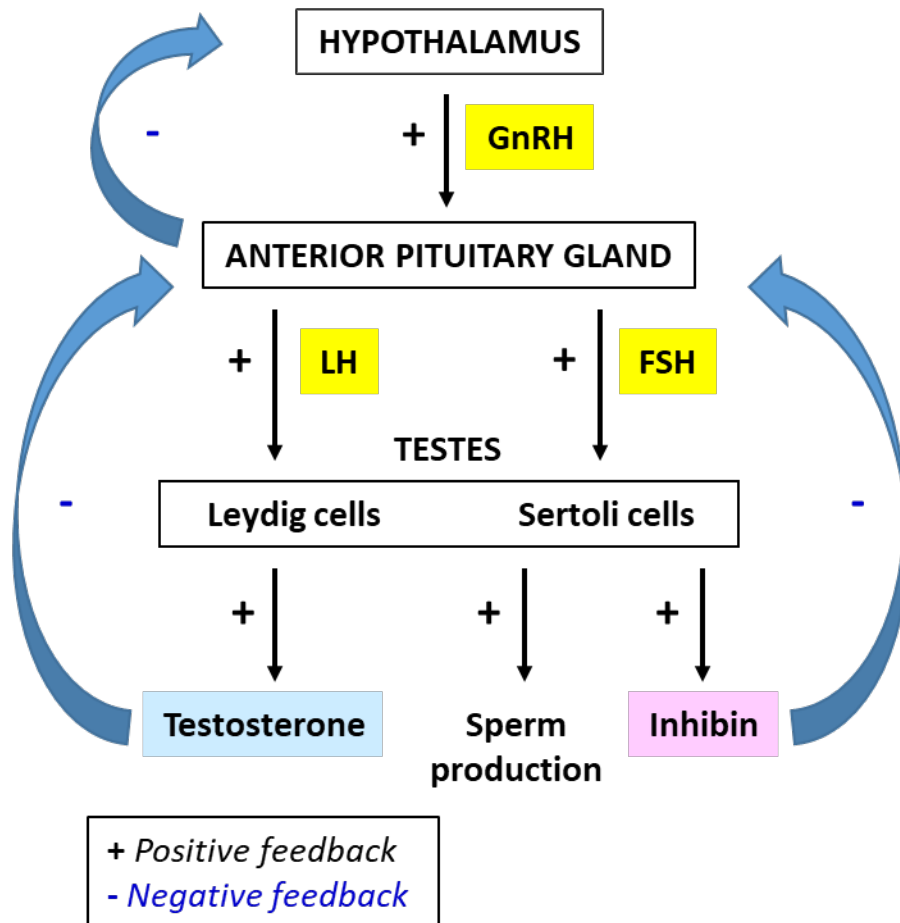 HYPOTHALAMUS
-
+
GnRH
ANTERIOR PITUITARY GLAND
+
LH
+
FSH
TESTES
-
Leydig cells
Sertoli cells
-
+
+
+
Testosterone
Sperm
production
Inhibin
+ Positive feedback
- Negative feedback